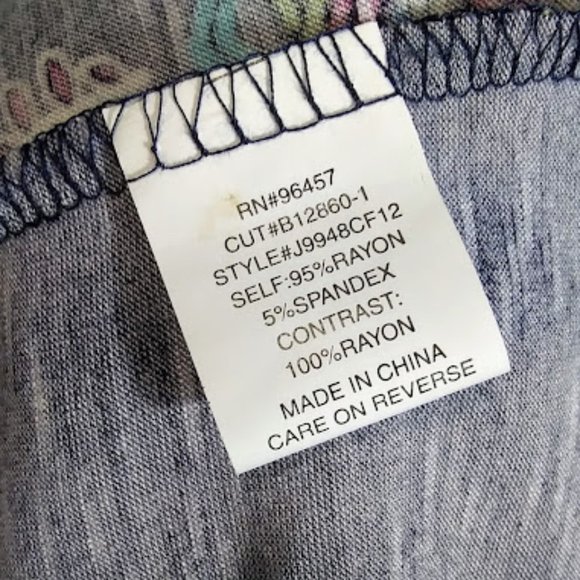 RN#96457
CUT#B12860-1
STYLE#J9948CF12
SELF:95%RAYON
5%SPANDEX
CONTRAST:
100%RAYON
MADE IN CHINA
CARE ON REVERSE